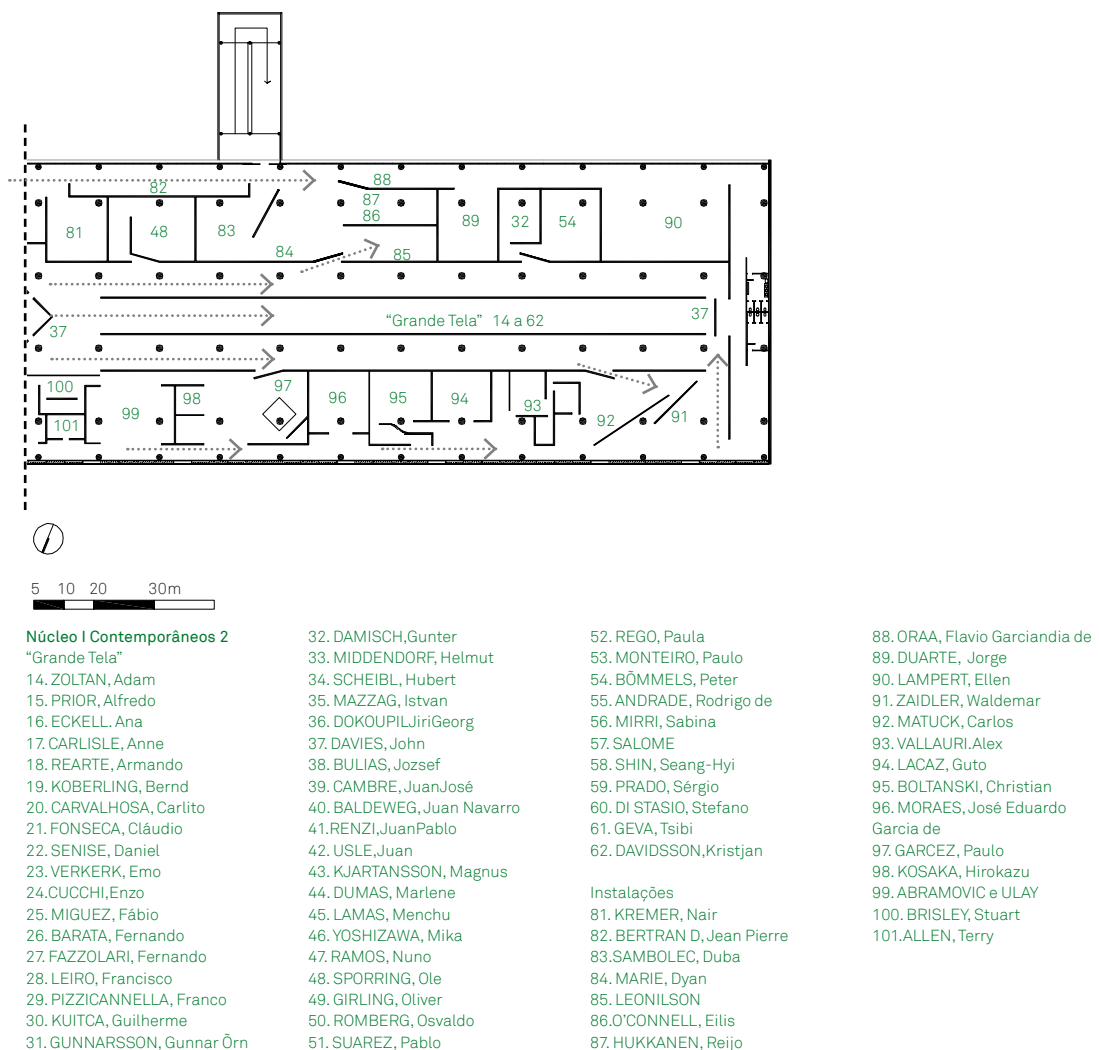 82
88
87
86
81
48
83
89
32
54
90
84
85
37
"Grande Tela" 14 a 62
37
100
101
99
98
97
96
95
94
93
92
91
5 10 20 30m
Núcleo I Contemporâneos 2
"Grande Tela"
14. ZOLTAN, Adam
15. PRIOR, Alfredo
16. ECKELL. Ana
17. CARLISLE, Anne
18. REARTE, Armando
19. KOBERLING, Bernd
20. CARVALHOSA, Carlito
21. FONSECA, Cláudio
22. SENISE, Daniel
23. VERKERK, Emo
24.CUCCHI,Enzo
25. MIGUEZ, Fábio
26. BARATA, Fernando
27. FAZZOLARI, Fernando
28. LEIRO, Francisco
29. PIZZICANNELLA, Franco
30. KUITCA, Guilherme
31. GUNNARSSON, Gunnar Õrn
32. DAMISCH,Gunter
33. MIDDENDORF, Helmut
34. SCHEIBL, Hubert
35. MAZZAG, Istvan
36. DOKOUPILJiriGeorg
37. DAVIES, John
38. BULIAS, Jozsef
39. CAMBRE, JuanJosé
40. BALDEWEG, Juan Navarro
41.RENZI,JuanPablo
42. USLE,Juan
43. KJARTANSSON, Magnus
44. DUMAS, Marlene
45. LAMAS, Menchu
46. YOSHIZAWA, Mika
47. RAMOS, Nuno
48. SPORRING, Ole
49. GIRLING, Oliver
50. ROMBERG, Osvaldo
51. SUAREZ, Pablo
52. REGO, Paula
53. MONTEIRO, Paulo
54. BÕMMELS, Peter
55. ANDRADE, Rodrigo de
56. MIRRI, Sabina
57. SALOME
58. SHIN, Seang-Hyi
59. PRADO, Sérgio
60. DI STASIO, Stefano
61. GEVA, Tsibi
62. DAVIDSSON,Kristjan
Instalações
81. KREMER, Nair
82. BERTRAN D, Jean Pierre
83.SAMBOLEC, Duba
84. MARIE, Dyan
85. LEONILSON
86.O'CONNELL, Eilis
87. HUKKANEN, Reijo
88. ORAA, Flavio Garciandia de
89. DUARTE, Jorge
90. LAMPERT, Ellen
91. ZAIDLER, Waldemar
92. MATUCK, Carlos
93. VALLAURI.Alex
94. LACAZ, Guto
95. BOLTANSKI, Christian
96. MORAES, José Eduardo
Garcia de
97. GARCEZ, Paulo
98. KOSAKA, Hirokazu
99. ABRAMOVIC e ULAY
100. BRISLEY, Stuart
101.ALLEN, Terry